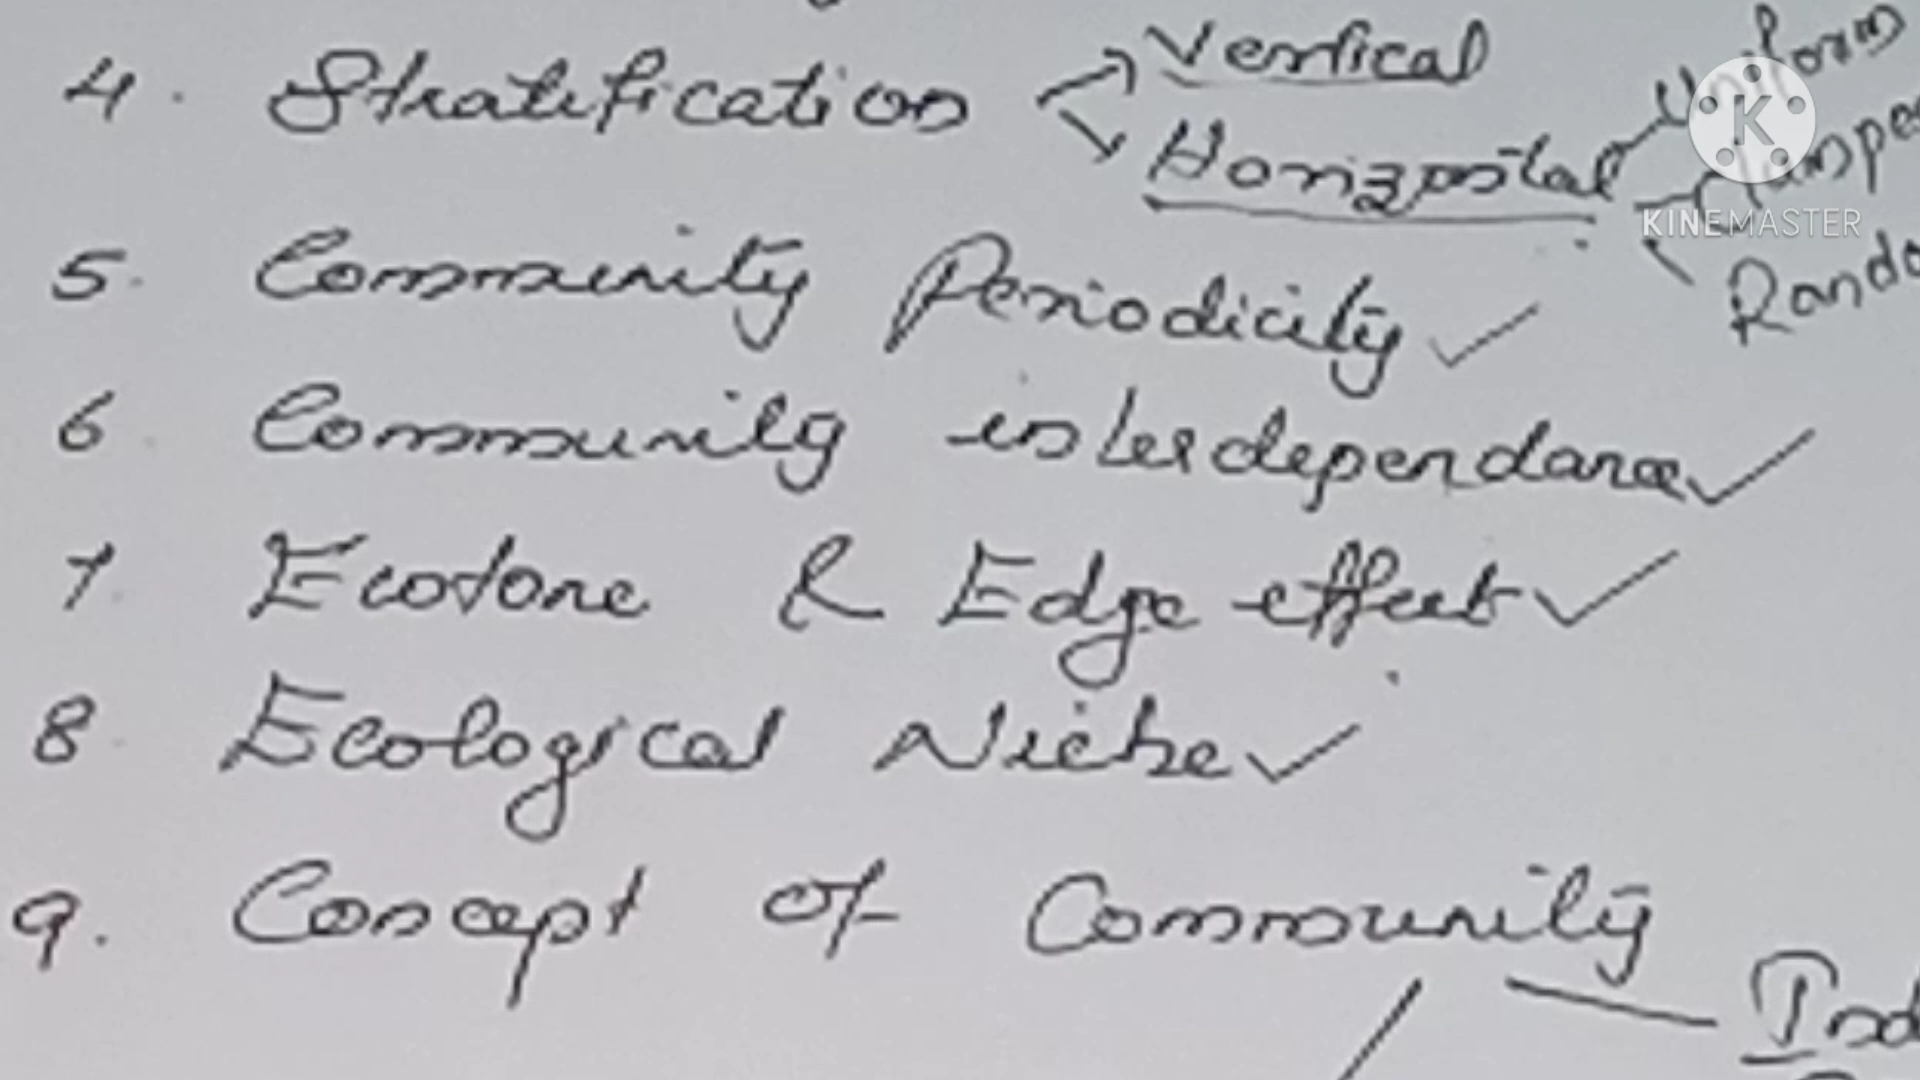 4. Stratification Vertical Uniform
Horizontal
KINEMASTER
5. Community Periodicity ✓
6. Community interdependance ✓
7. Ecotone & Edge effect ✓
8. Ecological Niche ✓
9. Concept of Community